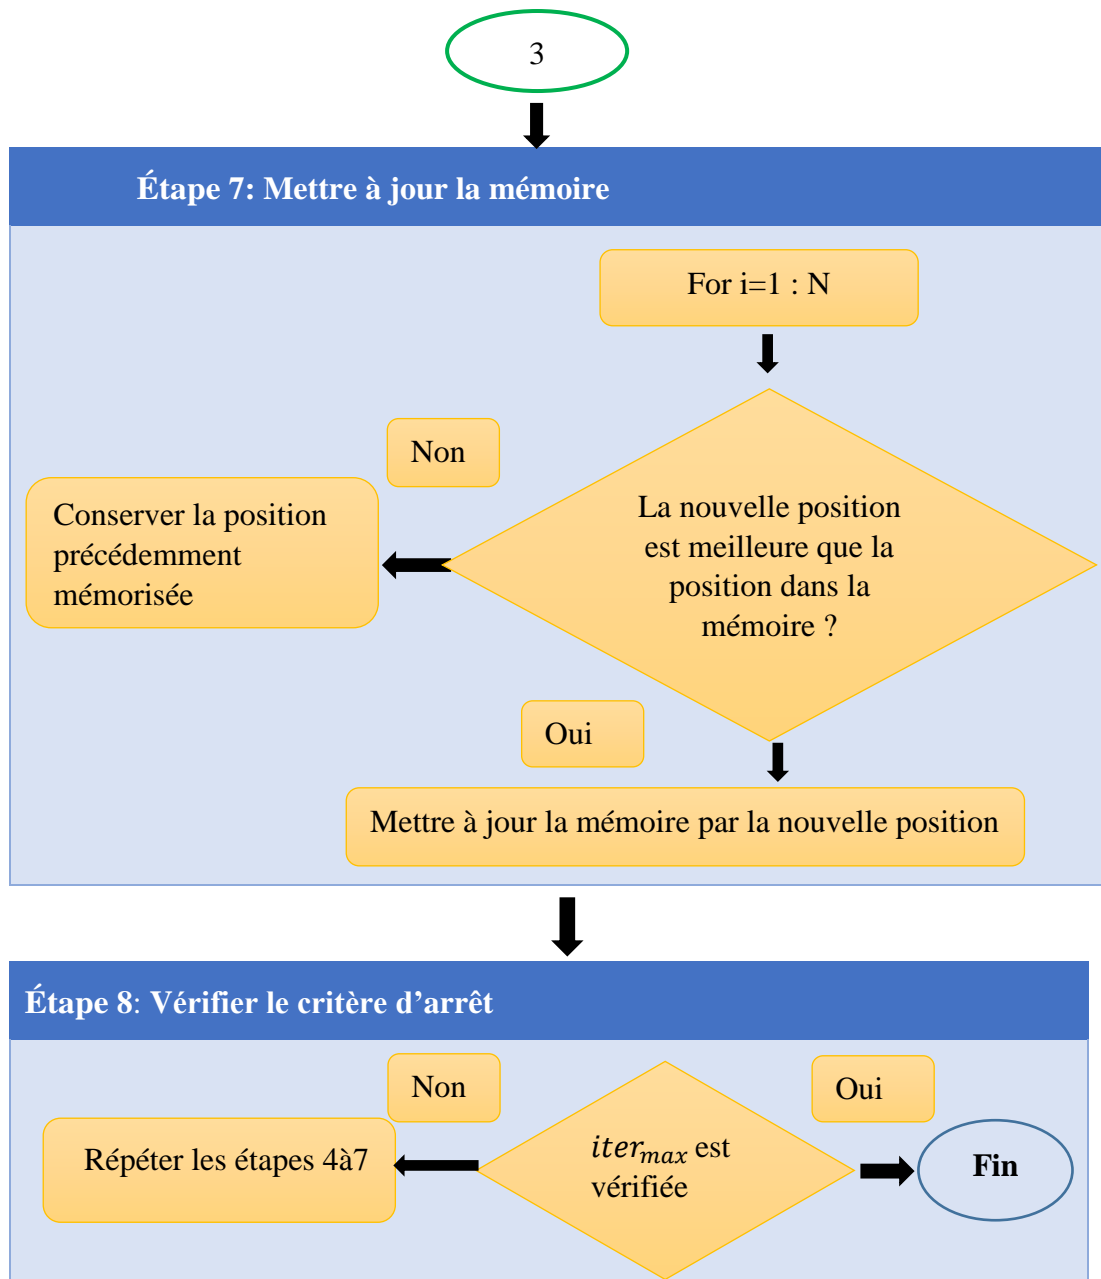 3
Étape 7: Mettre à jour la mémoire
For i=1 : N
Non
La nouvelle position
est meilleure que la
position dans la
mémoire ?
Conserver la position
précédemment
mémorisée
Oui
Mettre à jour la mémoire par la nouvelle position
Étape 8: Vérifier le critère d’arrêt
Non
Oui
Répéter les étapes 4à7
iter_max est
vérifiée
Fin